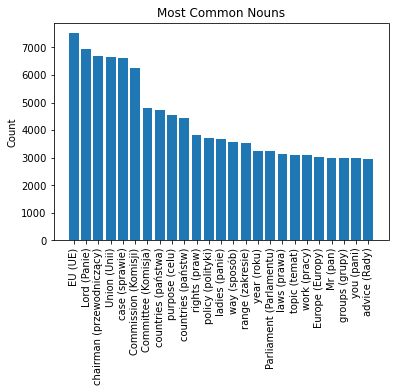 Most Common Nouns
Count
7000
6000
5000
4000
3000
2000
1000
0
EU (UE)
Lord (Panie)
chairman (przewodniczący)
Union (Unii)
case (sprawie)
Commission (Komisji)
Committee (Komisja)
countries (państwa)
purpose (celu)
countries (państw)
rights (praw)
policy (polityki)
ladies (panie)
way (sposób)
range (zakresie)
year (roku)
Parliament (Parlamentu)
laws (prawa)
topic (temat)
work (pracy)
Europe (Europy)
Mr (pan)
groups (grupy)
you (pani)
advice (Rady)